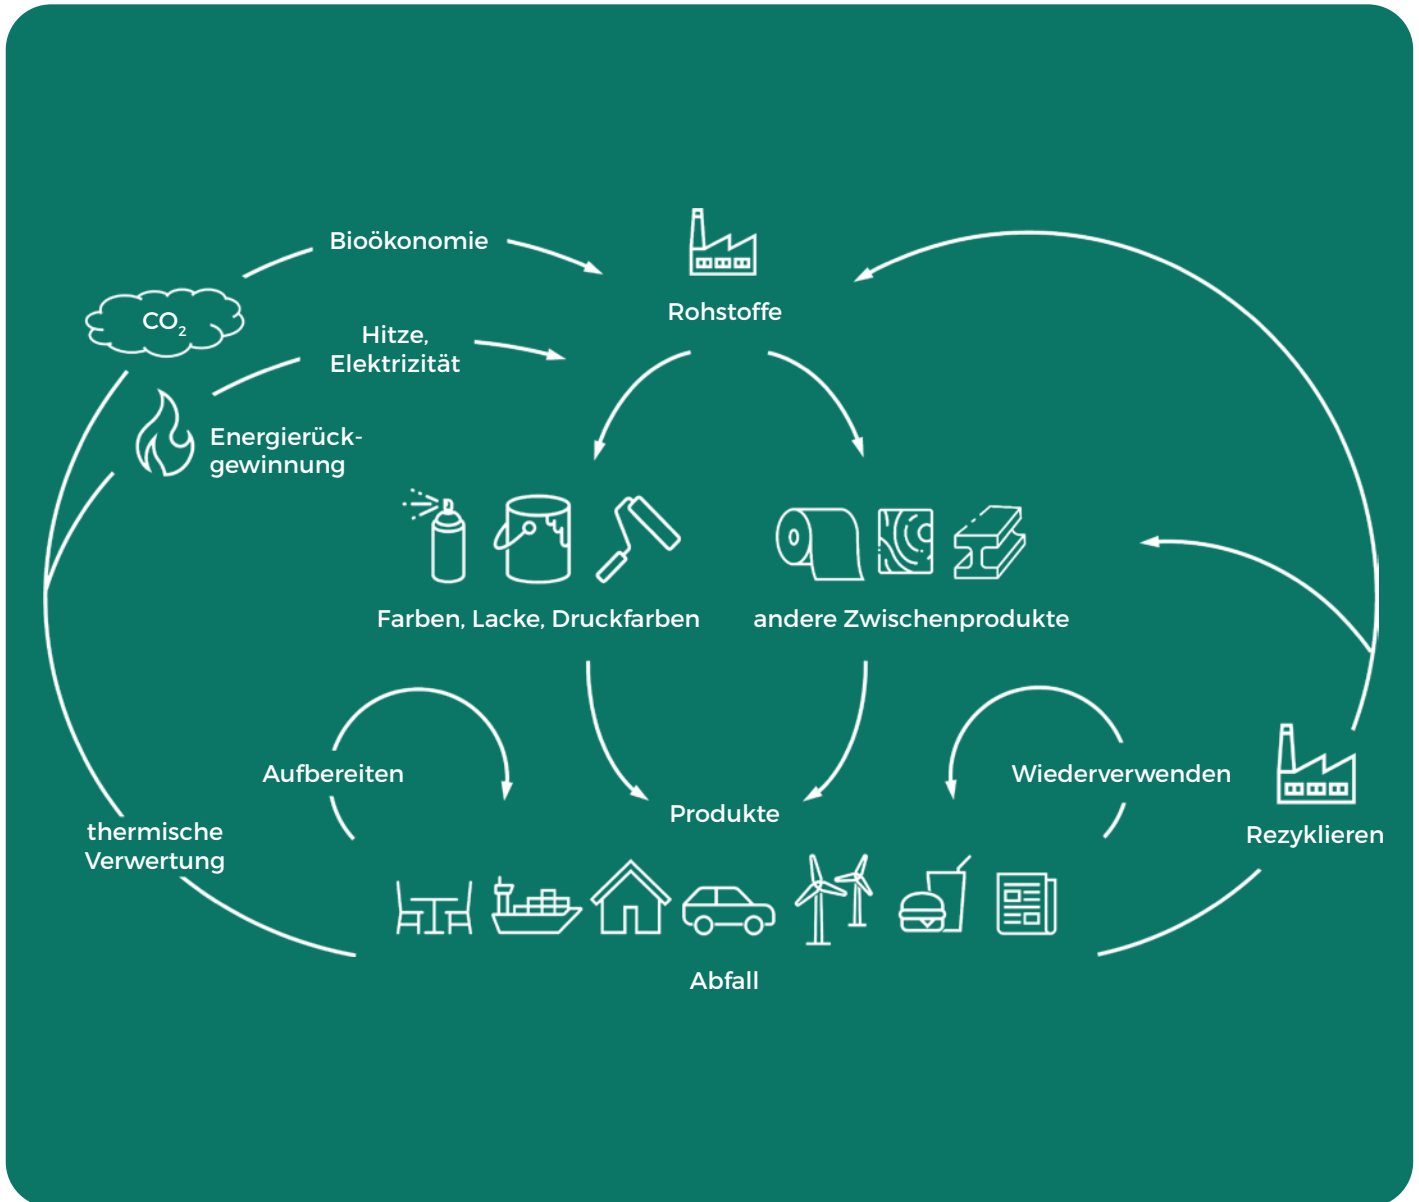 Bioökonomie
Rohstoffe
CO₂
Hitze,
Elektrizität
Energierück-
gewinnung
Farben, Lacke, Druckfarben
andere Zwischenprodukte
Aufbereiten
Wiederverwenden
Produkte
thermische
Verwertung
Rezyklieren
Abfall